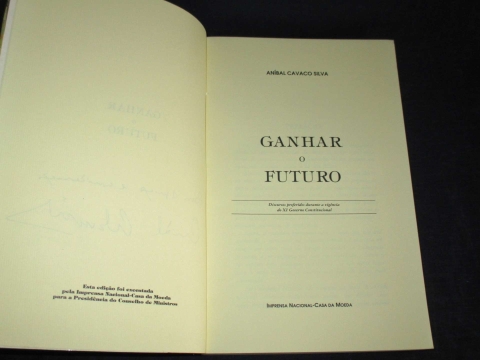 Esta edição foi executada
pela Imprensa Nacional-Casa da Moeda
para a Presidência do Conselho de Ministros
ANÍBAL CAVACO SILVA
GANHAR
O
FUTURO
Discursos proferidos durante a vigência
do XI Governo Constitucional
IMPRENSA NACIONAL-CASA DA MOEDA